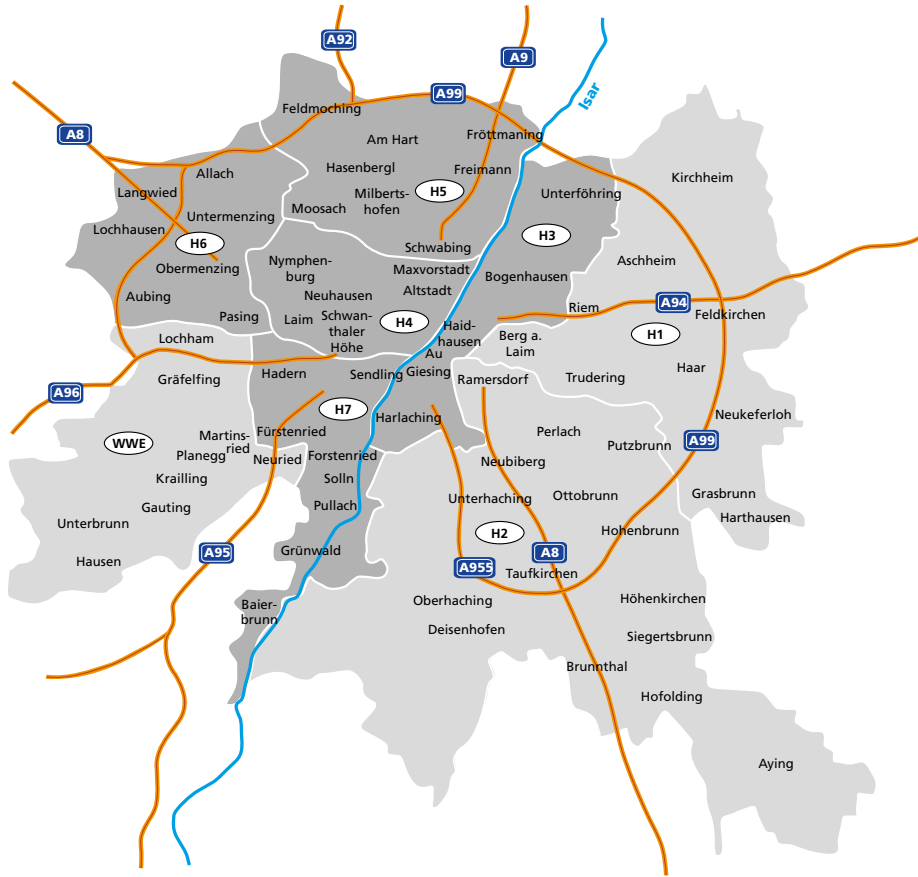 A92
A9
Isar
A99
Feldmoching
A8
Am Hart
Fröttmaning
Allach
Hasenbergl
Freimann
Kirchheim
Langwied
Milberts-
hofen
H5
Unterföhring
Moosach
Untermenzing
Lochhausen
H6
H3
Schwabing
Obermenzing
Nymphen-
burg
Maxvorstadt
Aschheim
Bogenhausen
Aubing
Neuhausen
Altstadt
A94
Riem
Feldkirchen
Pasing
Laim
Schwan-
thaler
Höhe
H4
Haid-
hausen
H1
Lochham
Berg a.
Laim
Au
Giesing
Gräfelfing
Hadern
Sendling
Ramersdorf
Trudering
Haar
A96
H7
Harlaching
Neukeferloh
Fürstenried
Perlach
WWE
Martins-
ried
Putzbrunn
A99
Planegg
Neuried
Forstenried
Neubiberg
Krailling
Solln
Unterhaching
Ottobrunn
Grasbrunn
Gauting
Pullach
Harthausen
Unterbrunn
H2
Hohenbrunn
Hausen
A95
Grünwald
A8
A955
Taufkirchen
Baier-
brunn
Oberhaching
Höhenkirchen
Deisenhofen
Siegertsbrunn
Brunnthal
Hofolding
Aying